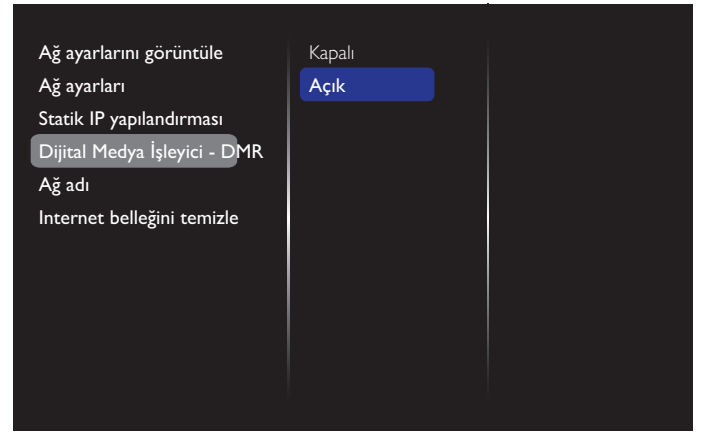 Ağ ayarlarını görüntüle
Ağ ayarları
Statik IP yapılandırması
Dijital Medya İşleyici - DMR
Ağ adı
Internet belleğini temizle
Kapalı
Açık